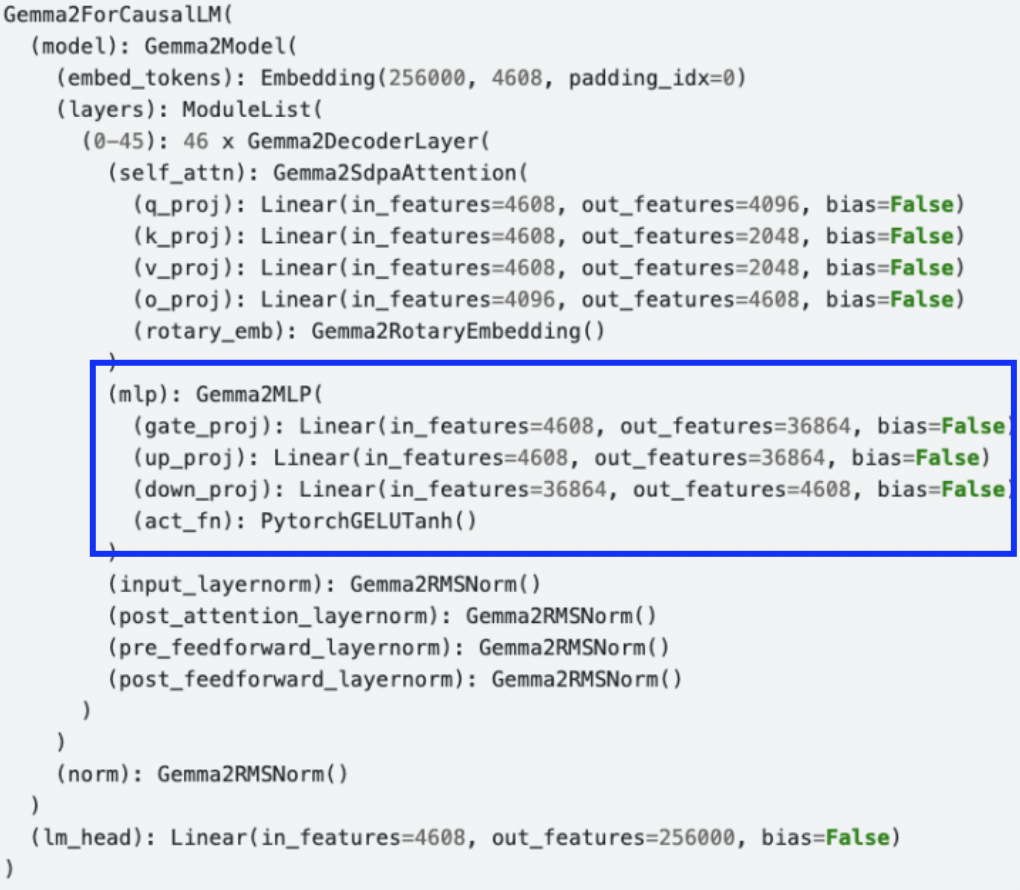 Gemma2ForCausalLM(
  (model): Gemma2Model(
    (embed_tokens): Embedding(256000, 4608, padding_idx=0)
    (layers): ModuleList(
      (0-45): 46 x Gemma2DecoderLayer(
        (self_attn): Gemma2SdpaAttention(
          (q_proj): Linear(in_features=4608, out_features=4096, bias=False)
          (k_proj): Linear(in_features=4608, out_features=2048, bias=False)
          (v_proj): Linear(in_features=4608, out_features=2048, bias=False)
          (o_proj): Linear(in_features=4096, out_features=4608, bias=False)
          (rotary_emb): Gemma2RotaryEmbedding()
        )
        (mlp): Gemma2MLP(
          (gate_proj): Linear(in_features=4608, out_features=36864, bias=False)
          (up_proj): Linear(in_features=4608, out_features=36864, bias=False)
          (down_proj): Linear(in_features=36864, out_features=4608, bias=False)
          (act_fn): PytorchGELUTanh()
        )
        (input_layernorm): Gemma2RMSNorm()
        (post_attention_layernorm): Gemma2RMSNorm()
        (pre_feedforward_layernorm): Gemma2RMSNorm()
        (post_feedforward_layernorm): Gemma2RMSNorm()
      )
    )
    (norm): Gemma2RMSNorm()
  )
  (lm_head): Linear(in_features=4608, out_features=256000, bias=False)
)